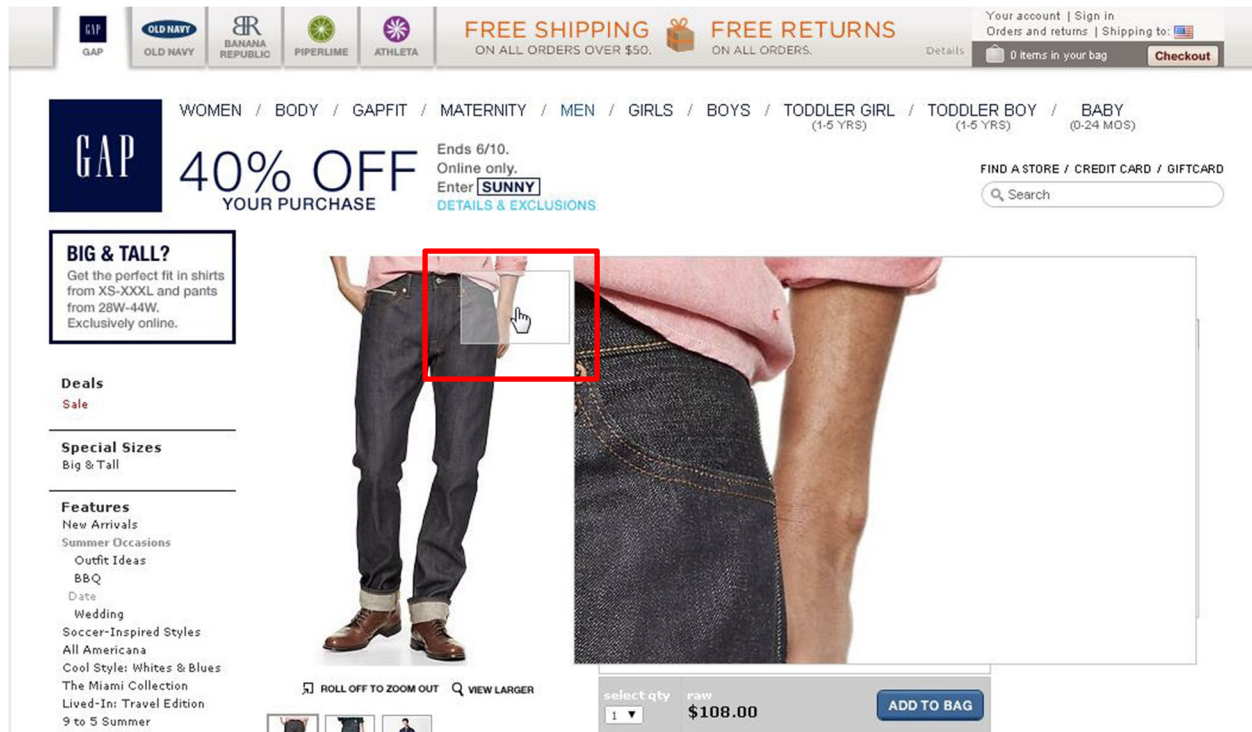 GAP
OLD NAVY
BR
FREE SHIPPING
ON ALL ORDERS OVER $50.
FREE RETURNS
ON ALL ORDERS.
Details
GAP
OLD NAVY
BANANA
REPUBLIC
PIPERLIME
ATHLETA
Your account | Sign in
Orders and returns | Shipping to:
0 items in your bag
Checkout
WOMEN / BODY / GAPFIT / MATERNITY / MEN / GIRLS / BOYS / TODDLER GIRL / TODDLER BOY / BABY
(1-5 YRS) (1-5 YRS) (0-24 MOS)
GAP
40% OFF
YOUR PURCHASE
Ends 6/10.
Online only.
Enter SUNNY
DETAILS & EXCLUSIONS
FIND A STORE / CREDIT CARD / GIFTCARD
Search
BIG & TALL?
Get the perfect fit in shirts
from XS-XXXL and pants
from 28W-44W.
Exclusively online.
Deals
Sale
Special Sizes
Big & Tall
Features
New Arrivals
Summer Occasions
Outfit Ideas
BBQ
Date
Wedding
Soccer-Inspired Styles
All Americana
Cool Style: Whites & Blues
The Miami Collection
Lived-In: Travel Edition
9 to 5 Summer
ROLL OFF TO ZOOM OUT VIEW LARGER
select qty raw
1 $108.00
ADD TO BAG